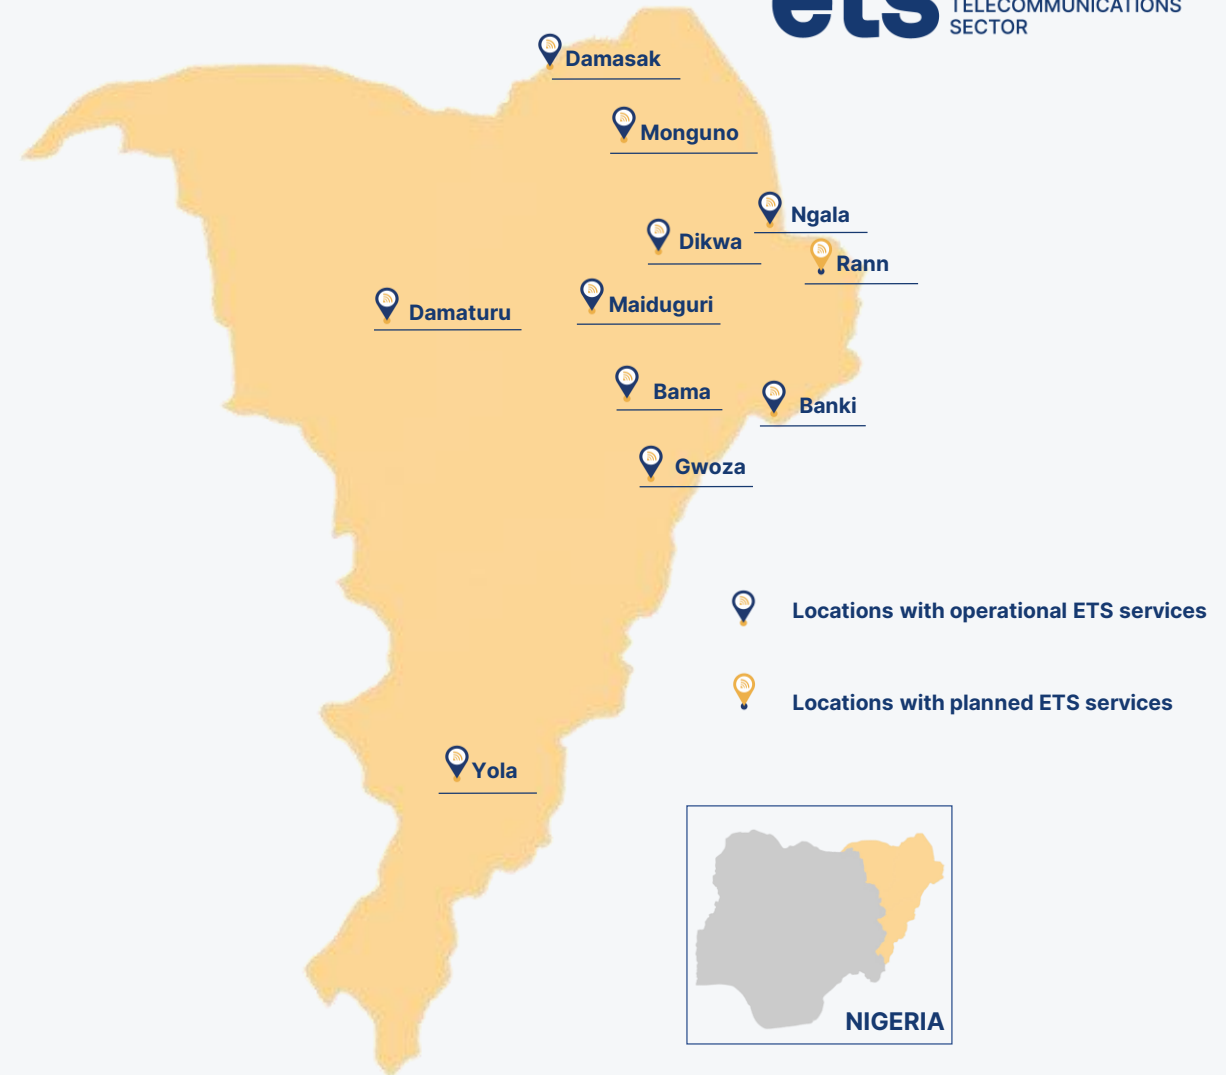 ets
TELECOMMUNICATIONS
SECTOR
Damasak
Monguno
Ngala
Dikwa
Rann
Maiduguri
Damaturu
Bama
Banki
Gwoza
Locations with operational ETS services
Locations with planned ETS services
Yola
NIGERIA